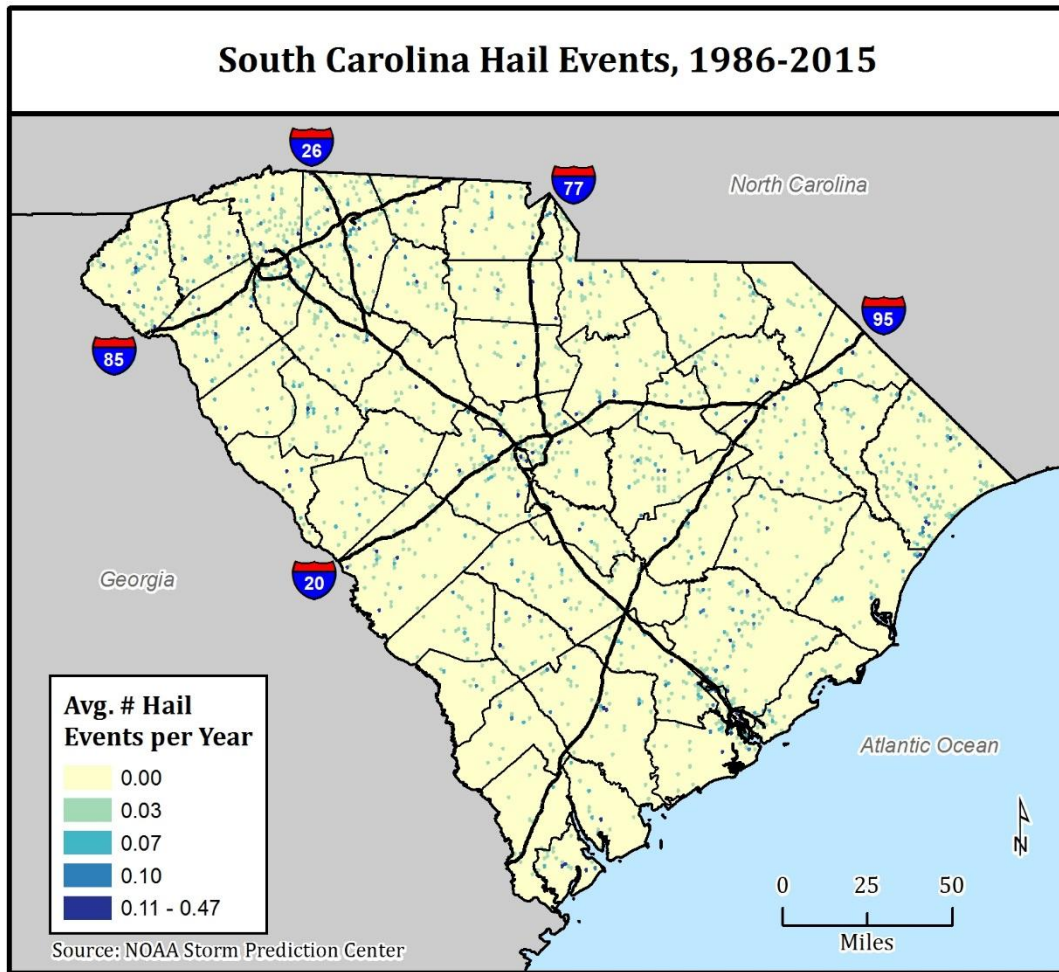 South Carolina Hail Events, 1986-2015
26
77
North Carolina
95
85
20
Georgia
Atlantic Ocean
Avg. # Hail
Events per Year
0.00
0.03
0.07
0.10
0.11 - 0.47
N
0 25 50
Miles
Source: NOAA Storm Prediction Center